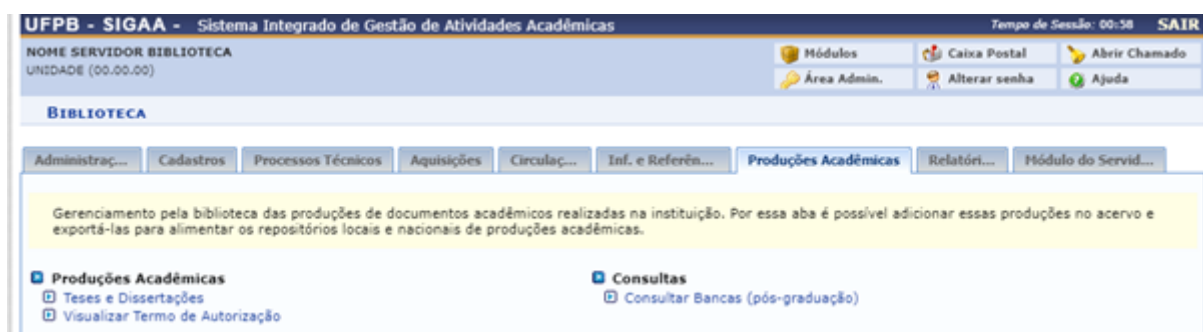 UFPB - SIGAA - Sistema Integrado de Gestão de Atividades Acadêmicas
Tempo de Sessão: 00:58 SAIR
NOME SERVIDOR BIBLIOTECA
UNIDADE (00.00.00)
Módulos Caixa Postal Abrir Chamado
Área Admin. Alterar senha Ajuda
BIBLIOTECA
Administraç... Cadastros Processos Técnicos Aquisições Circulaç... Inf. e Referên... Produções Acadêmicas Relatóri... Módulo do Servid...
Gerenciamento pela biblioteca das produções de documentos acadêmicos realizadas na instituição. Por essa aba é possível adicionar essas produções no acervo e
exportá-las para alimentar os repositórios locais e nacionais de produções acadêmicas.
Produções Acadêmicas
Teses e Dissertações
Visualizar Termo de Autorização
Consultas
Consultar Bancas (pós-graduação)